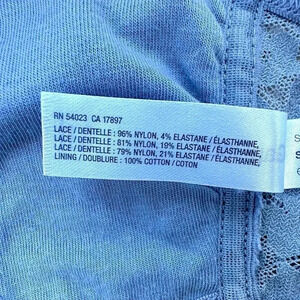 RN 54023 CA 17897
LACE / DENTELLE : 96% NYLON, 4% ELASTANE / ÉLASTHANNE,
LACE / DENTELLE : 81% NYLON, 19% ELASTANE / ÉLASTHANNE,
LACE / DENTELLE : 79% NYLON, 21% ELASTANE / ÉLASTHANNE,
LINING / DOUBLURE : 100% COTTON / COTON